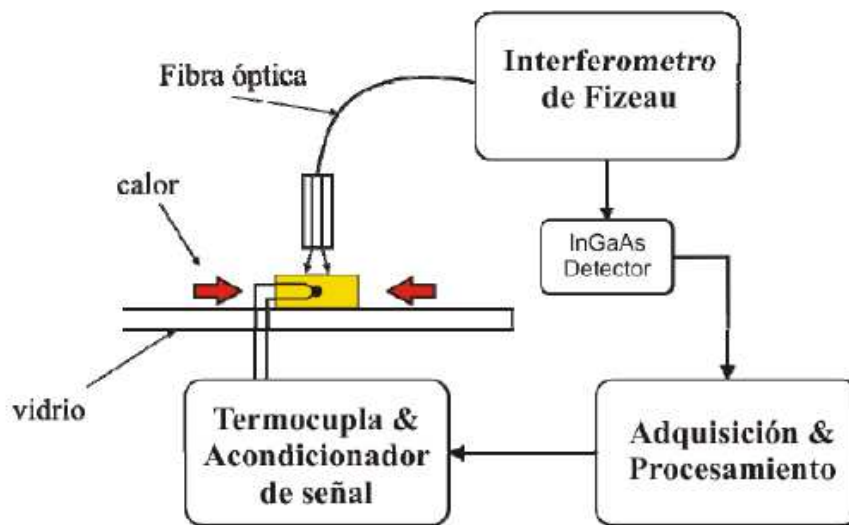 Interferometro
de Fizeau
Fibra óptica
calor
InGaAs
Detector
vidrio
Termocupla &
Acondicionador
de señal
Adquisición &
Procesamiento